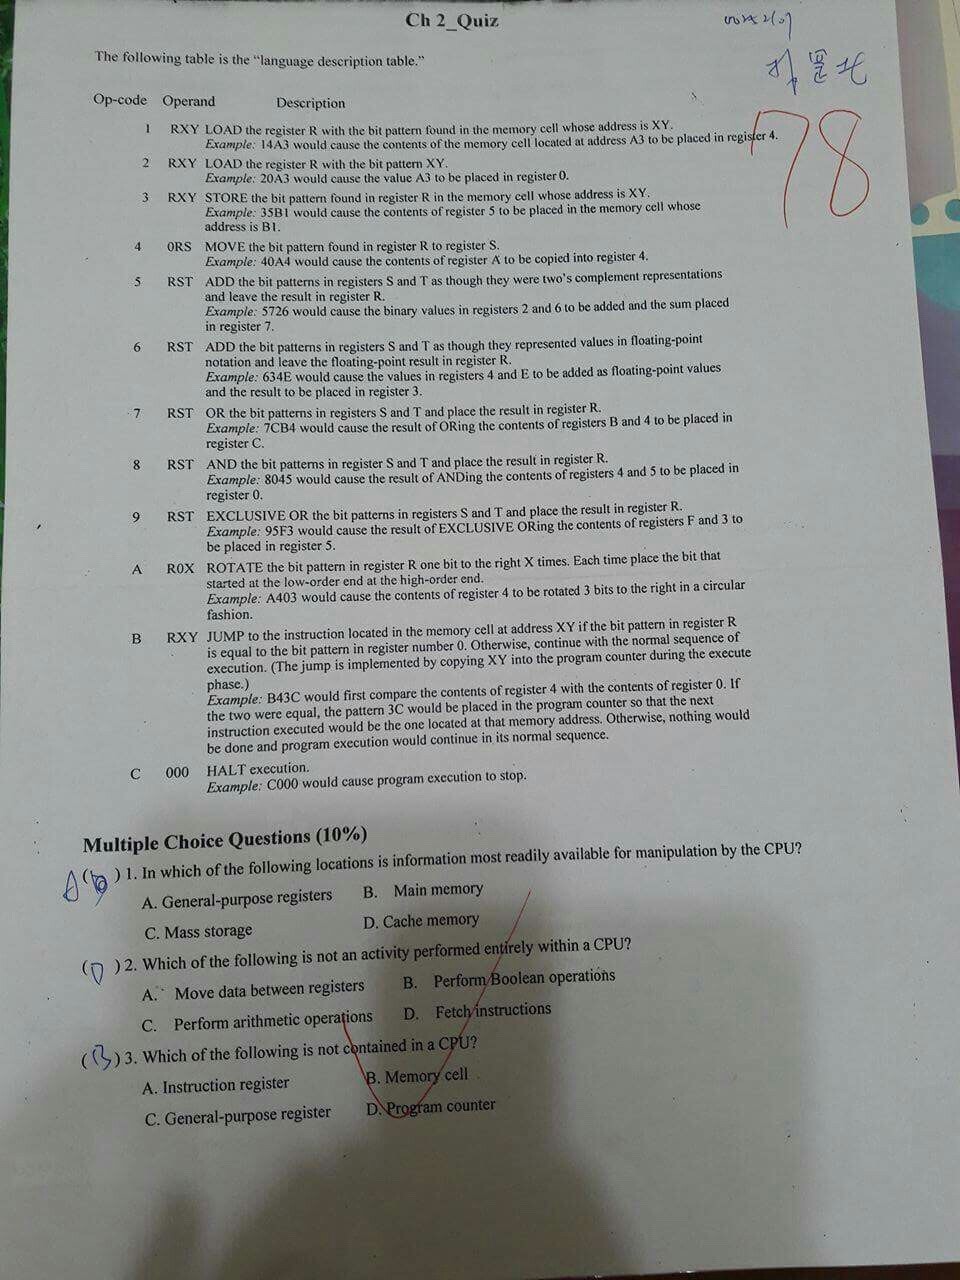 Ch 2_Quiz
The following table is the “language description table.”
Op-code Operand Description
1 RXY LOAD the register R with the bit pattern found in the memory cell whose address is XY.
Example: 14A3 would cause the contents of the memory cell located at address A3 to be placed in register 4.
78
2 RXY LOAD the register R with the bit pattern XY.
Example: 20A3 would cause the value A3 to be placed in register 0.
3 RXY STORE the bit pattern found in register R in the memory cell whose address is XY.
Example: 35B1 would cause the contents of register 5 to be placed in the memory cell whose
address is B1.
4 0RS MOVE the bit pattern found in register R to register S.
Example: 40A4 would cause the contents of register A to be copied into register 4.
5 RST ADD the bit patterns in registers S and T as though they were two’s complement representations
and leave the result in register R.
Example: 5726 would cause the binary values in registers 2 and 6 to be added and the sum placed
in register 7.
6 RST ADD the bit patterns in registers S and T as though they represented values in floating-point
notation and leave the floating-point result in register R.
Example: 634E would cause the values in registers 4 and E to be added as floating-point values
and the result to be placed in register 3.
7 RST OR the bit patterns in registers S and T and place the result in register R.
Example: 7CB4 would cause the result of ORing the contents of registers B and 4 to be placed in
register C.
8 RST AND the bit patterns in register S and T and place the result in register R.
Example: 8045 would cause the result of ANDing the contents of registers 4 and 5 to be placed in
register 0.
9 RST EXCLUSIVE OR the bit patterns in registers S and T and place the result in register R.
Example: 95F3 would cause the result of EXCLUSIVE ORing the contents of registers F and 3 to
be placed in register 5.
A R0X ROTATE the bit pattern in register R one bit to the right X times. Each time place the bit that
started at the low-order end at the high-order end.
Example: A403 would cause the contents of register 4 to be rotated 3 bits to the right in a circular
fashion.
B RXY JUMP to the instruction located in the memory cell at address XY if the bit pattern in register R
is equal to the bit pattern in register number 0. Otherwise, continue with the normal sequence of
execution. (The jump is implemented by copying XY into the program counter during the execute
phase.)
Example: B43C would first compare the contents of register 4 with the contents of register 0. If
the two were equal, the pattern 3C would be placed in the program counter so that the next
instruction executed would be the one located at that memory address. Otherwise, nothing would
be done and program execution would continue in its normal sequence.
C 000 HALT execution.
Example: C000 would cause program execution to stop.
Multiple Choice Questions (10%)
A ( ) 1. In which of the following locations is information most readily available for manipulation by the CPU?
A. General-purpose registers B. Main memory
C. Mass storage D. Cache memory
(D) 2. Which of the following is not an activity performed entirely within a CPU?
A. Move data between registers B. Perform Boolean operations
C. Perform arithmetic operations D. Fetch instructions
(B) 3. Which of the following is not contained in a CPU?
A. Instruction register B. Memory cell
C. General-purpose register D. Program counter